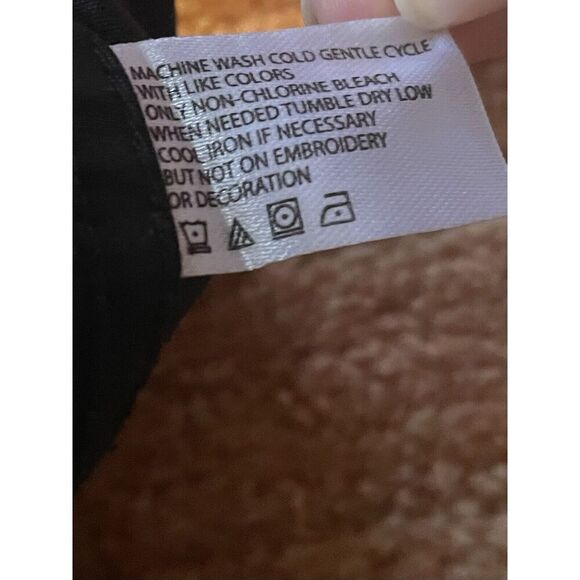 MACHINE WASH COLD GENTLE CYCLE
WITH LIKE COLORS
ONLY NON-CHLORINE BLEACH
WHEN NEEDED TUMBLE DRY LOW
COOL IRON IF NECESSARY
BUT NOT ON EMBROIDERY
OR DECORATION